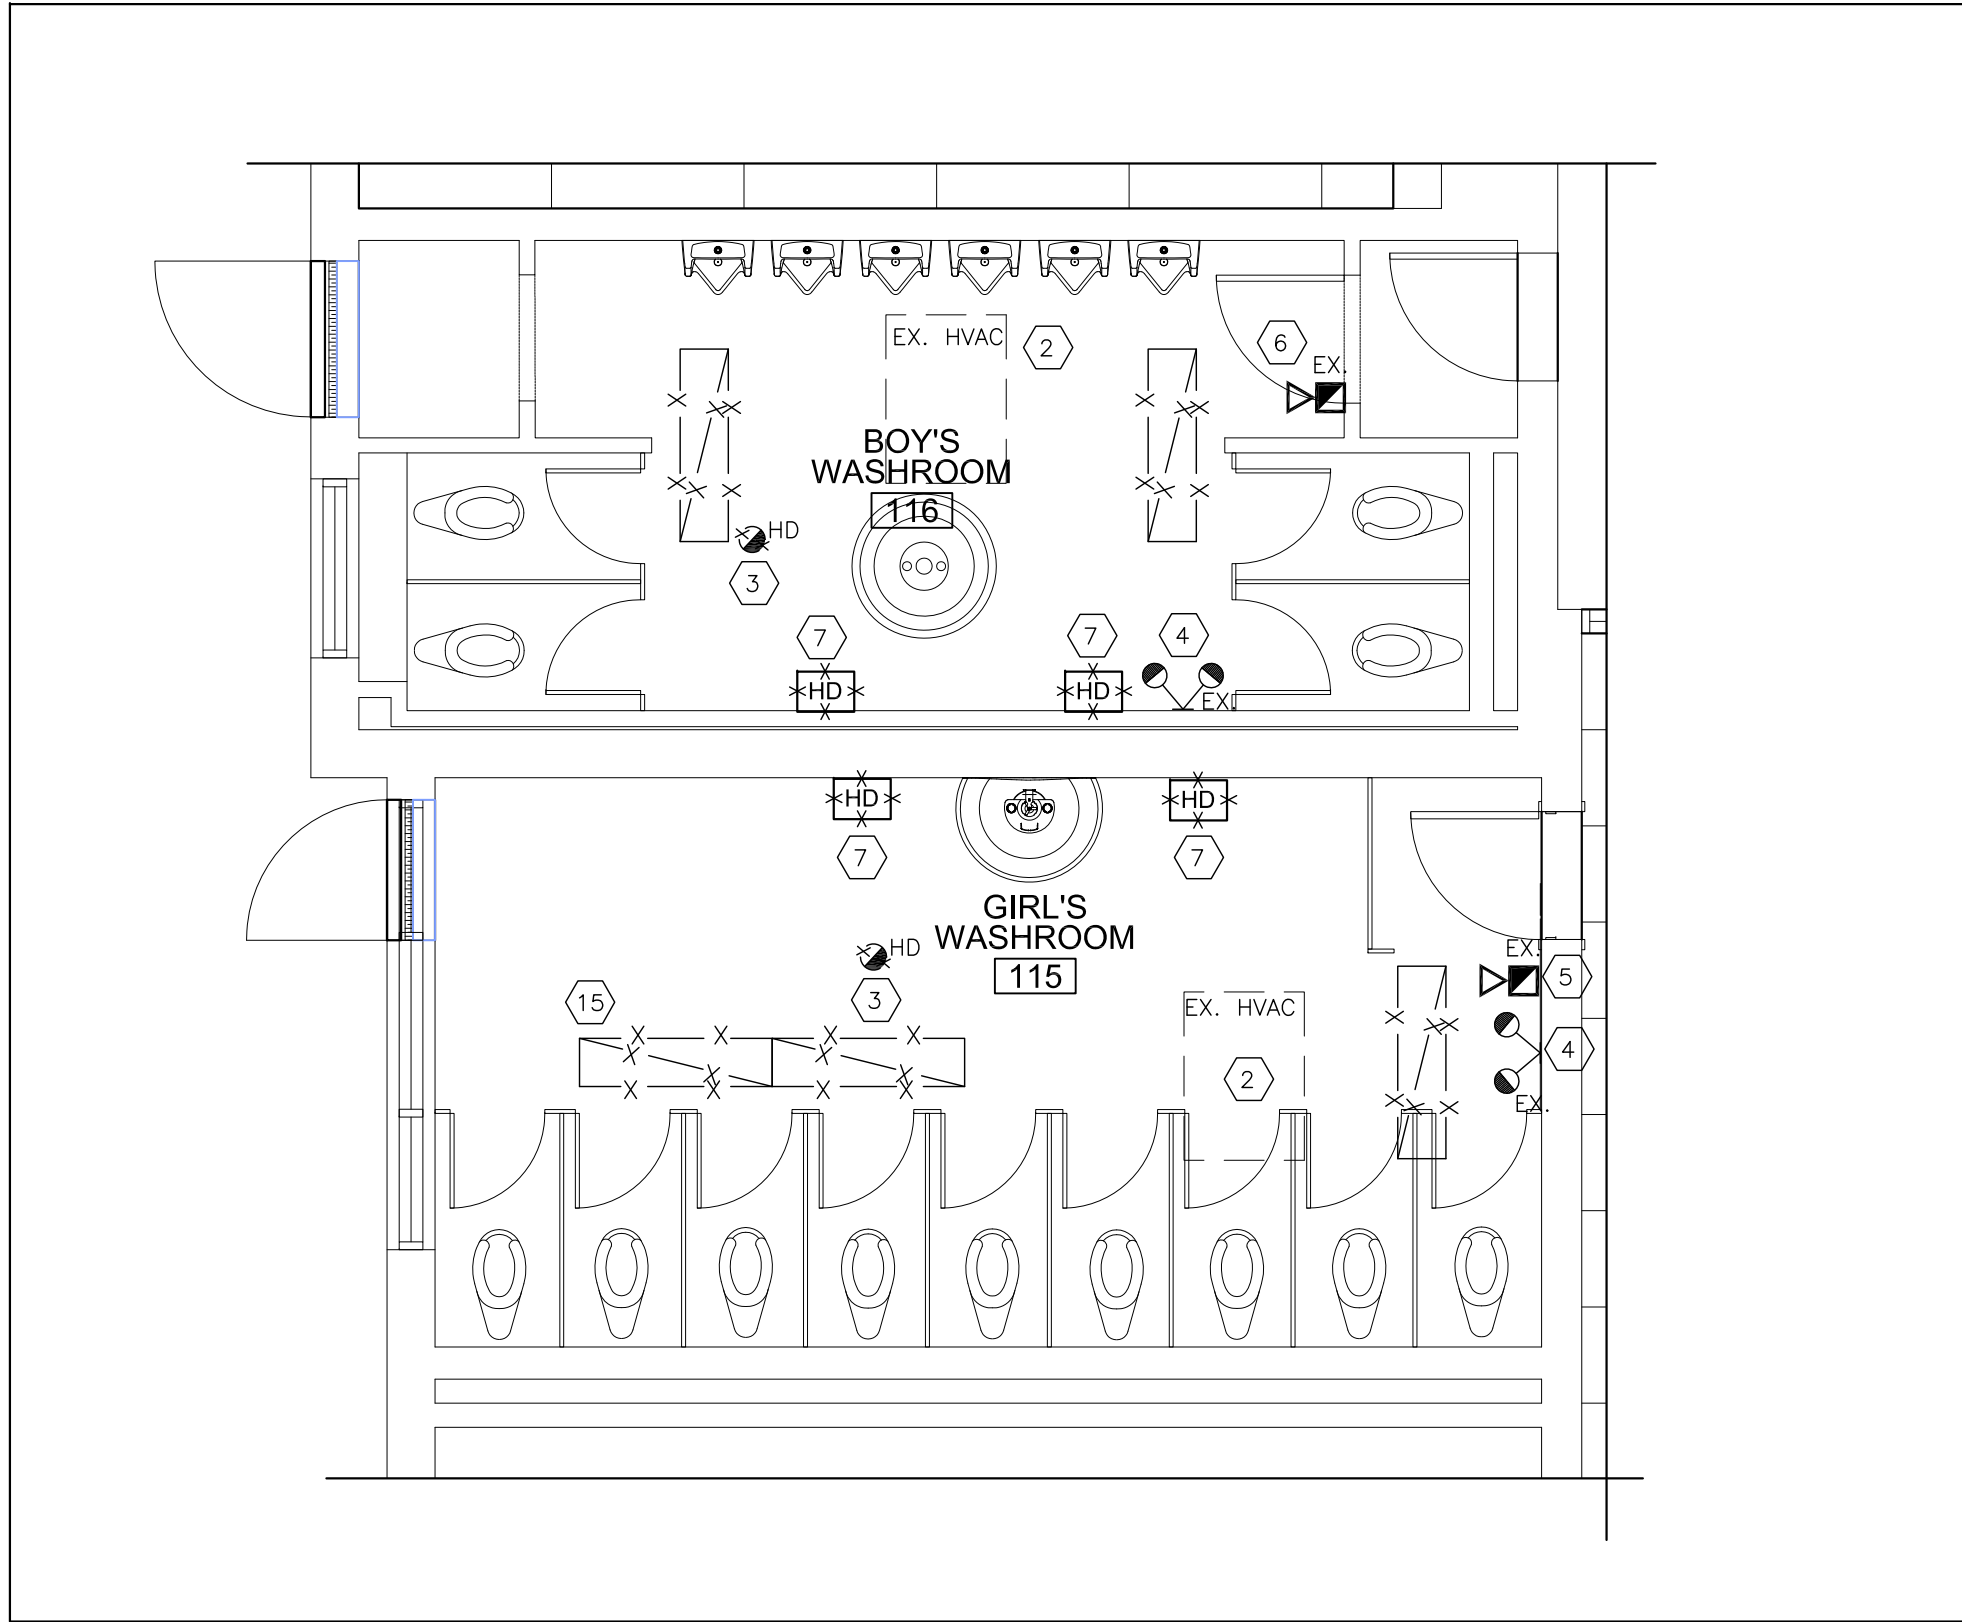 EX. HVAC
2
6
EX.
BOY'S
WASHROOM
116
HD
3
7
7
4
HD
HD
EX.
HD
HD
7
7
GIRL'S
WASHROOM
115
HD
3
15
EX.
5
EX. HVAC
2
4
EX.